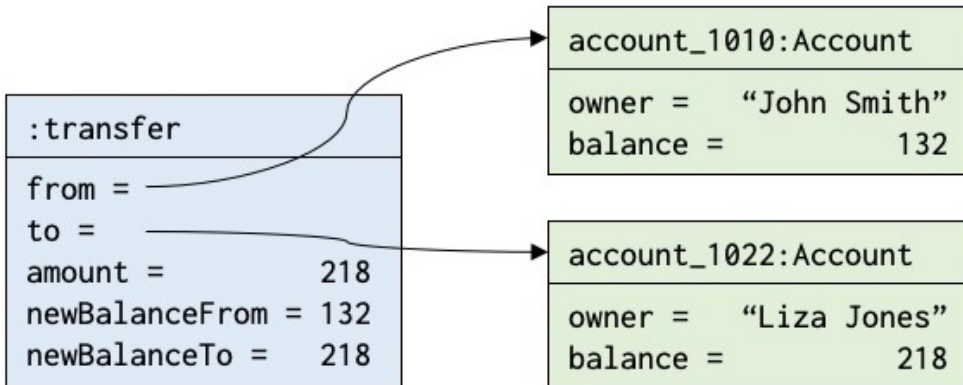 :transfer
from =
to =
amount = 218
newBalanceFrom = 132
newBalanceTo = 218
account_1010:Account
owner = “John Smith”
balance = 132
account_1022:Account
owner = “Liza Jones”
balance = 218